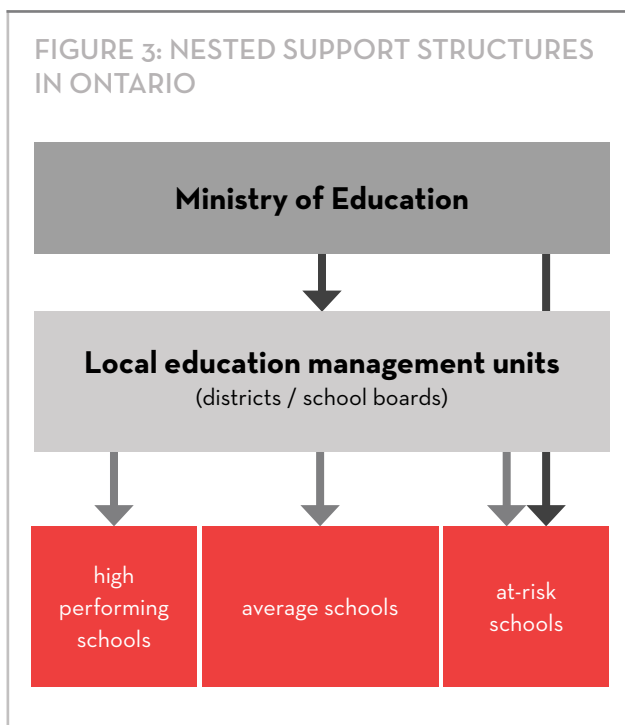 FIGURE 3: NESTED SUPPORT STRUCTURES
IN ONTARIO
Ministry of Education
Local education management units
(districts / school boards)
high
performing
schools
average schools
at-risk
schools